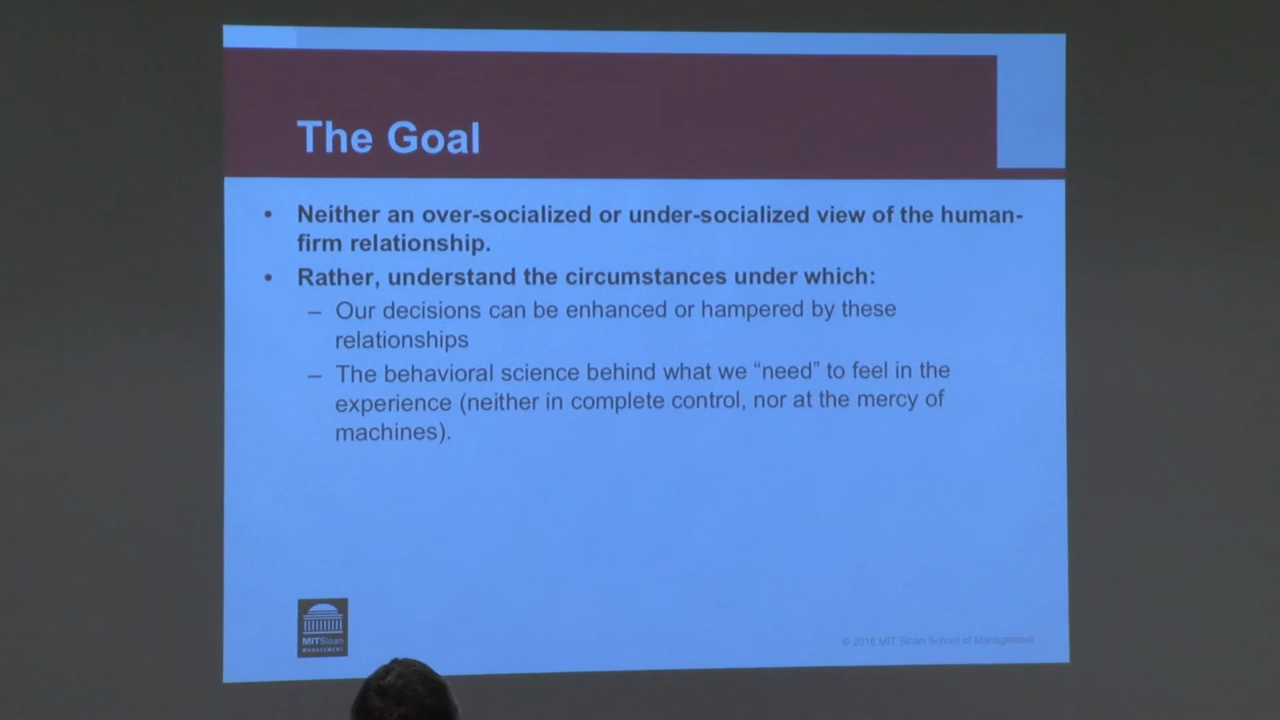 The Goal
• Neither an over-socialized or under-socialized view of the human-
firm relationship.
• Rather, understand the circumstances under which:
– Our decisions can be enhanced or hampered by these
relationships
– The behavioral science behind what we “need” to feel in the
experience (neither in complete control, nor at the mercy of
machines).
MITSloan
MANAGEMENT
© 2016 MIT Sloan School of Management